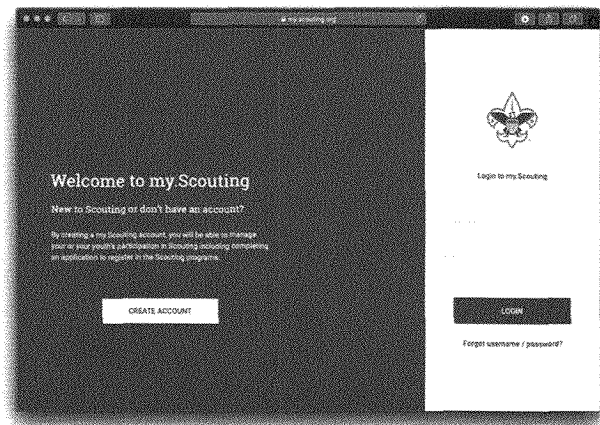 my.scouting.org
Welcome to my.Scouting
New to Scouting or don't have an account?
By creating a my.Scouting account, you will be able to manage
your or your youth's participation in Scouting including completing
an application to register in the Scouting programs.
CREATE ACCOUNT
Login to my.Scouting
LOGIN
Forgot username / password?